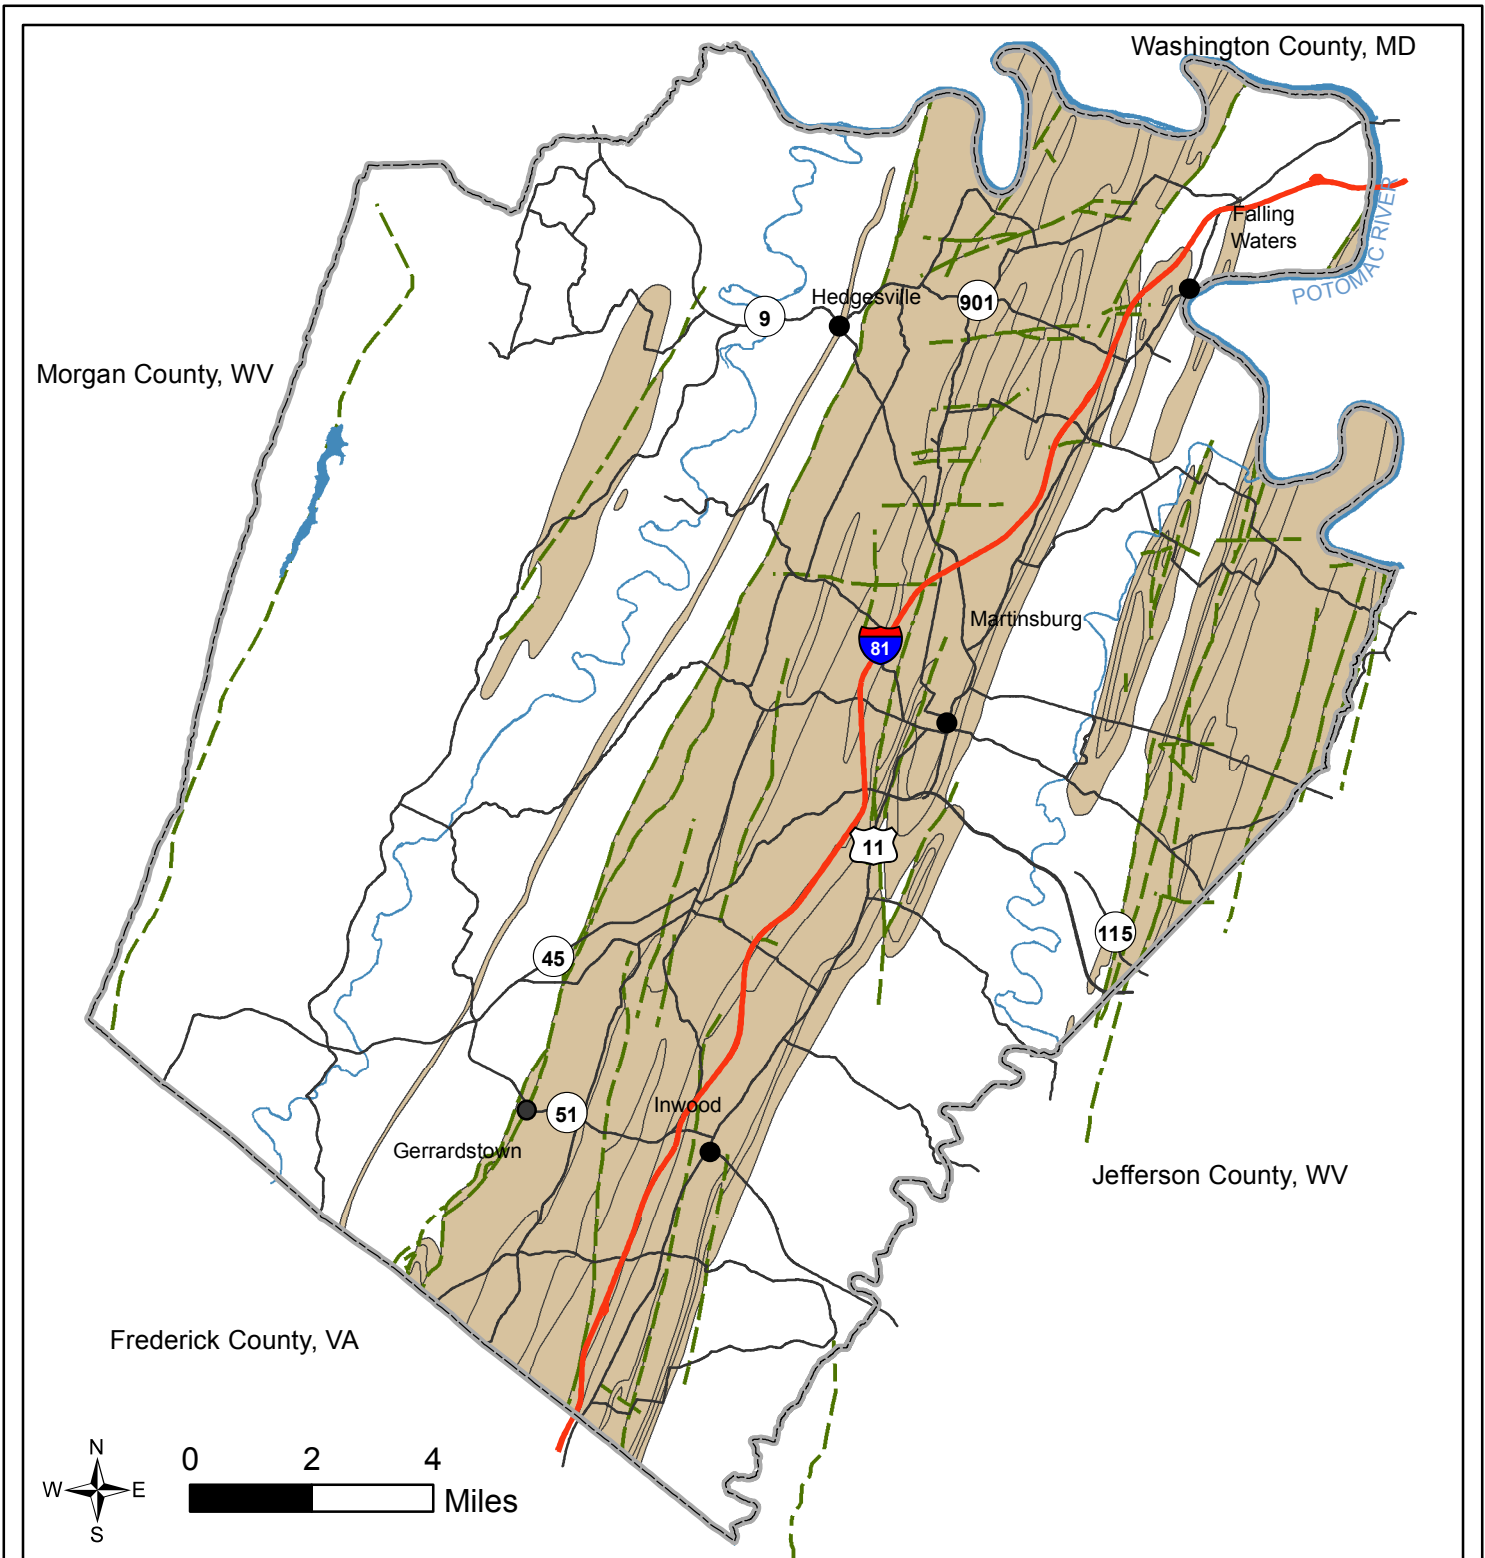 Washington County, MD
Falling
Waters
POTOMAC RIVER
Hedgesville
901
9
Morgan County, WV
Martinsburg
81
11
115
45
Inwood
51
Gerrardstown
Jefferson County, WV
Frederick County, VA
N
W E
S
0 2 4
Miles